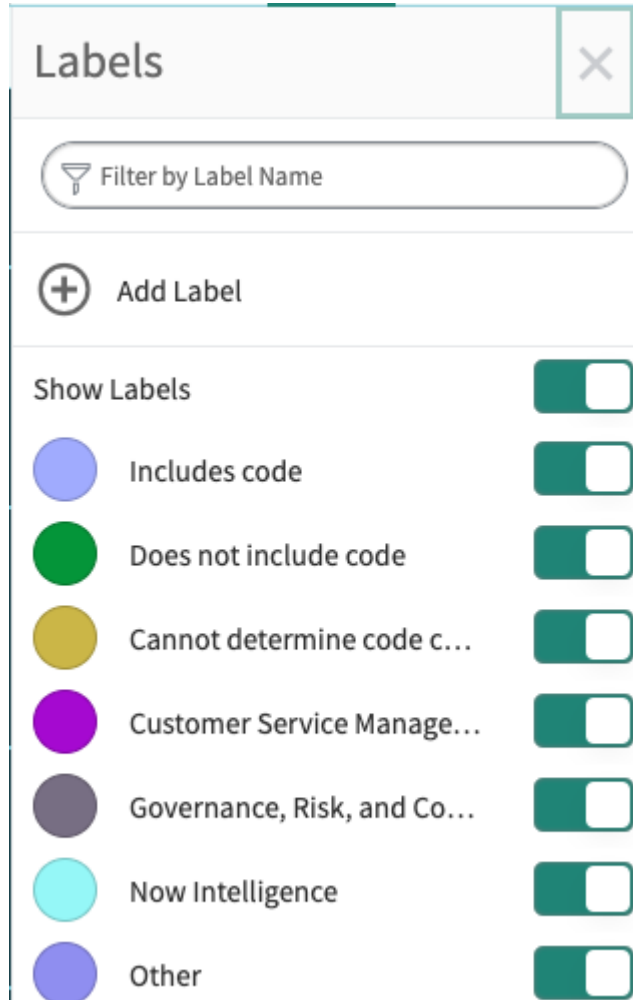 Labels
Filter by Label Name
Add Label
Show Labels
Includes code
Does not include code
Cannot determine code c...
Customer Service Manage...
Governance, Risk, and Co...
Now Intelligence
Other